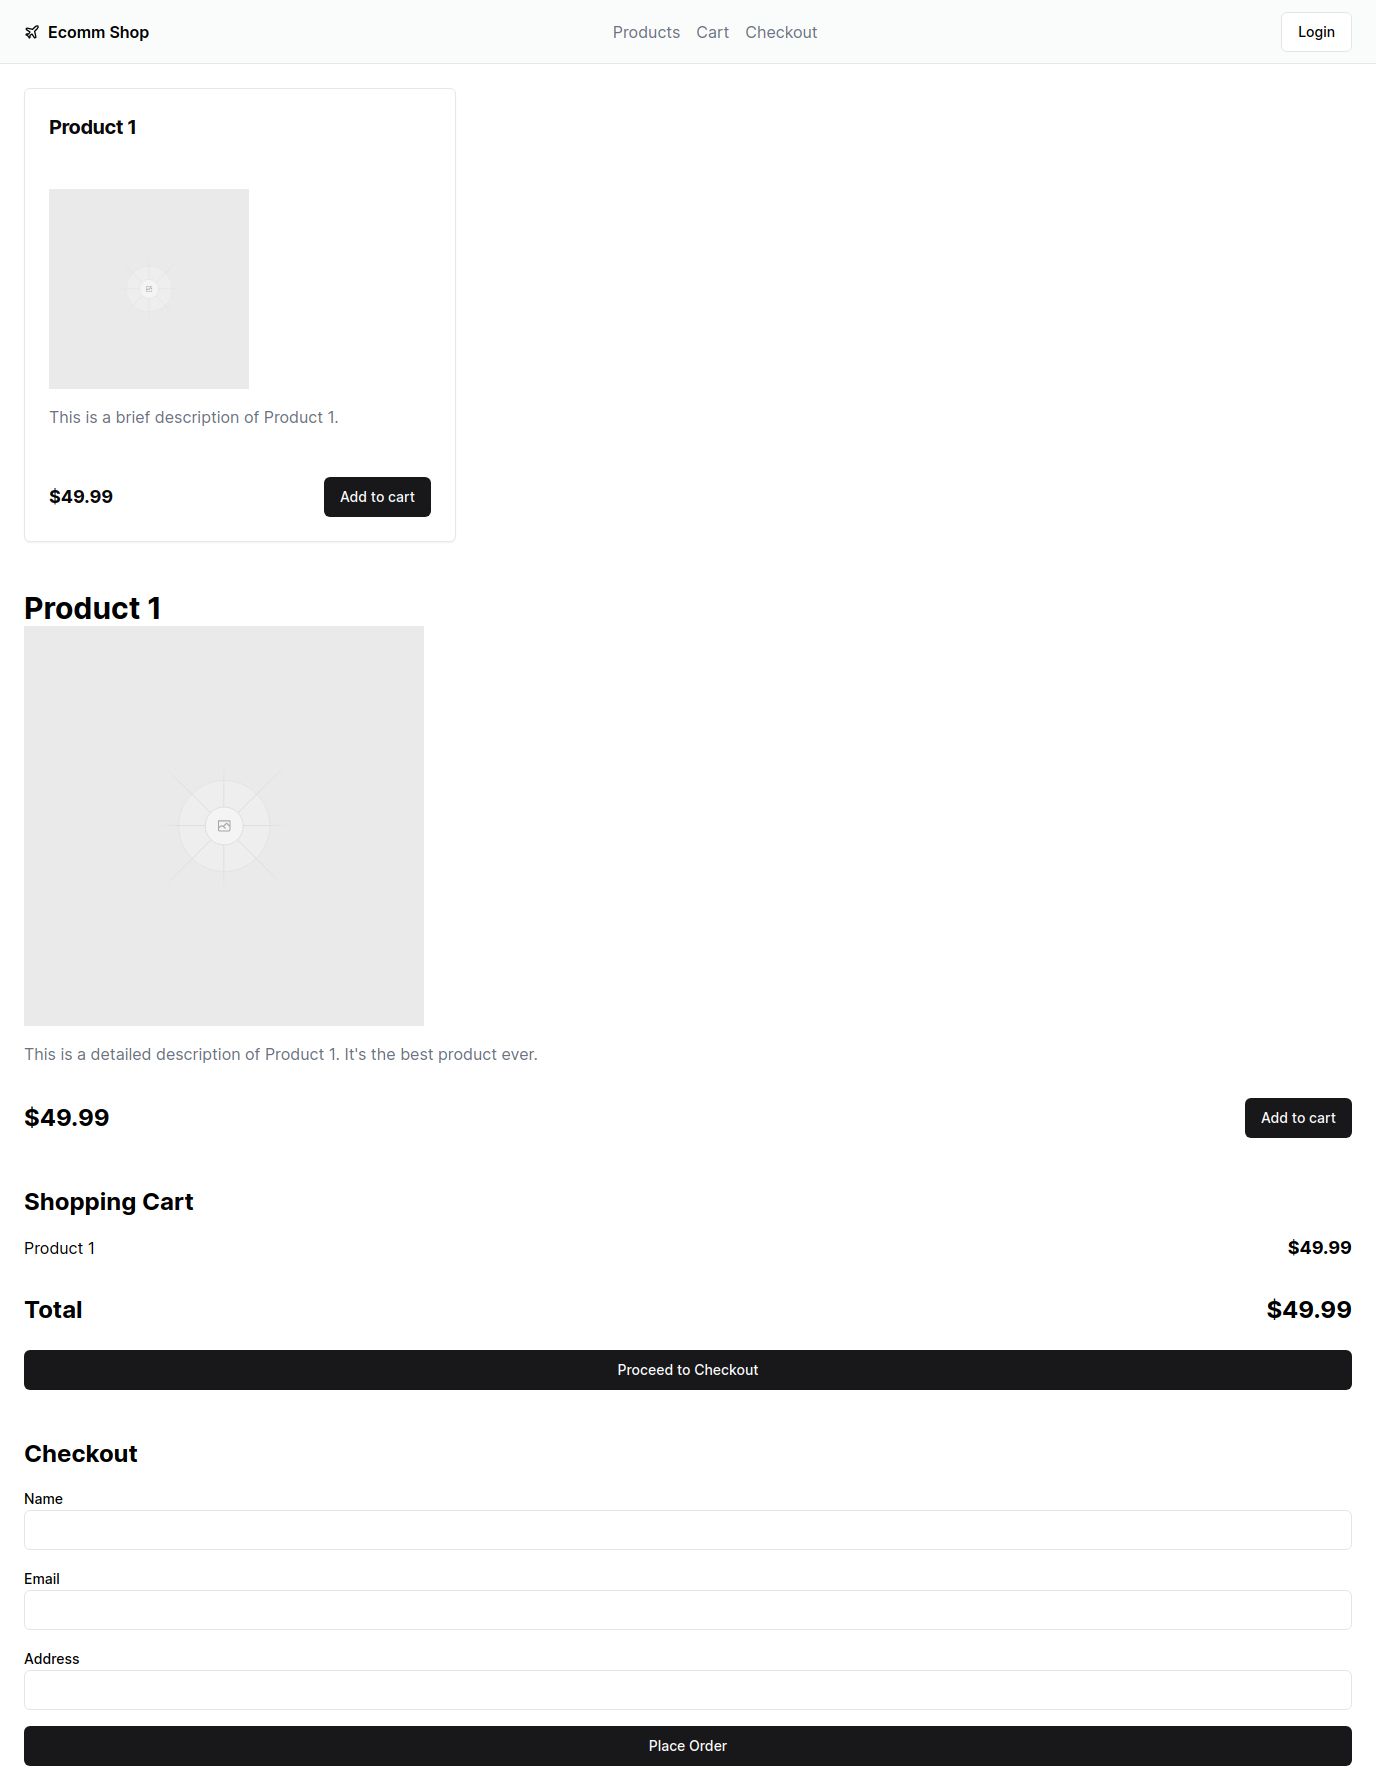 Ecomm Shop
Products Cart Checkout
Login
Product 1
This is a brief description of Product 1.
$49.99
Add to cart
Product 1
This is a detailed description of Product 1. It's the best product ever.
$49.99
Add to cart
Shopping Cart
Product 1
$49.99
Total
$49.99
Proceed to Checkout
Checkout
Name
Email
Address
Place Order